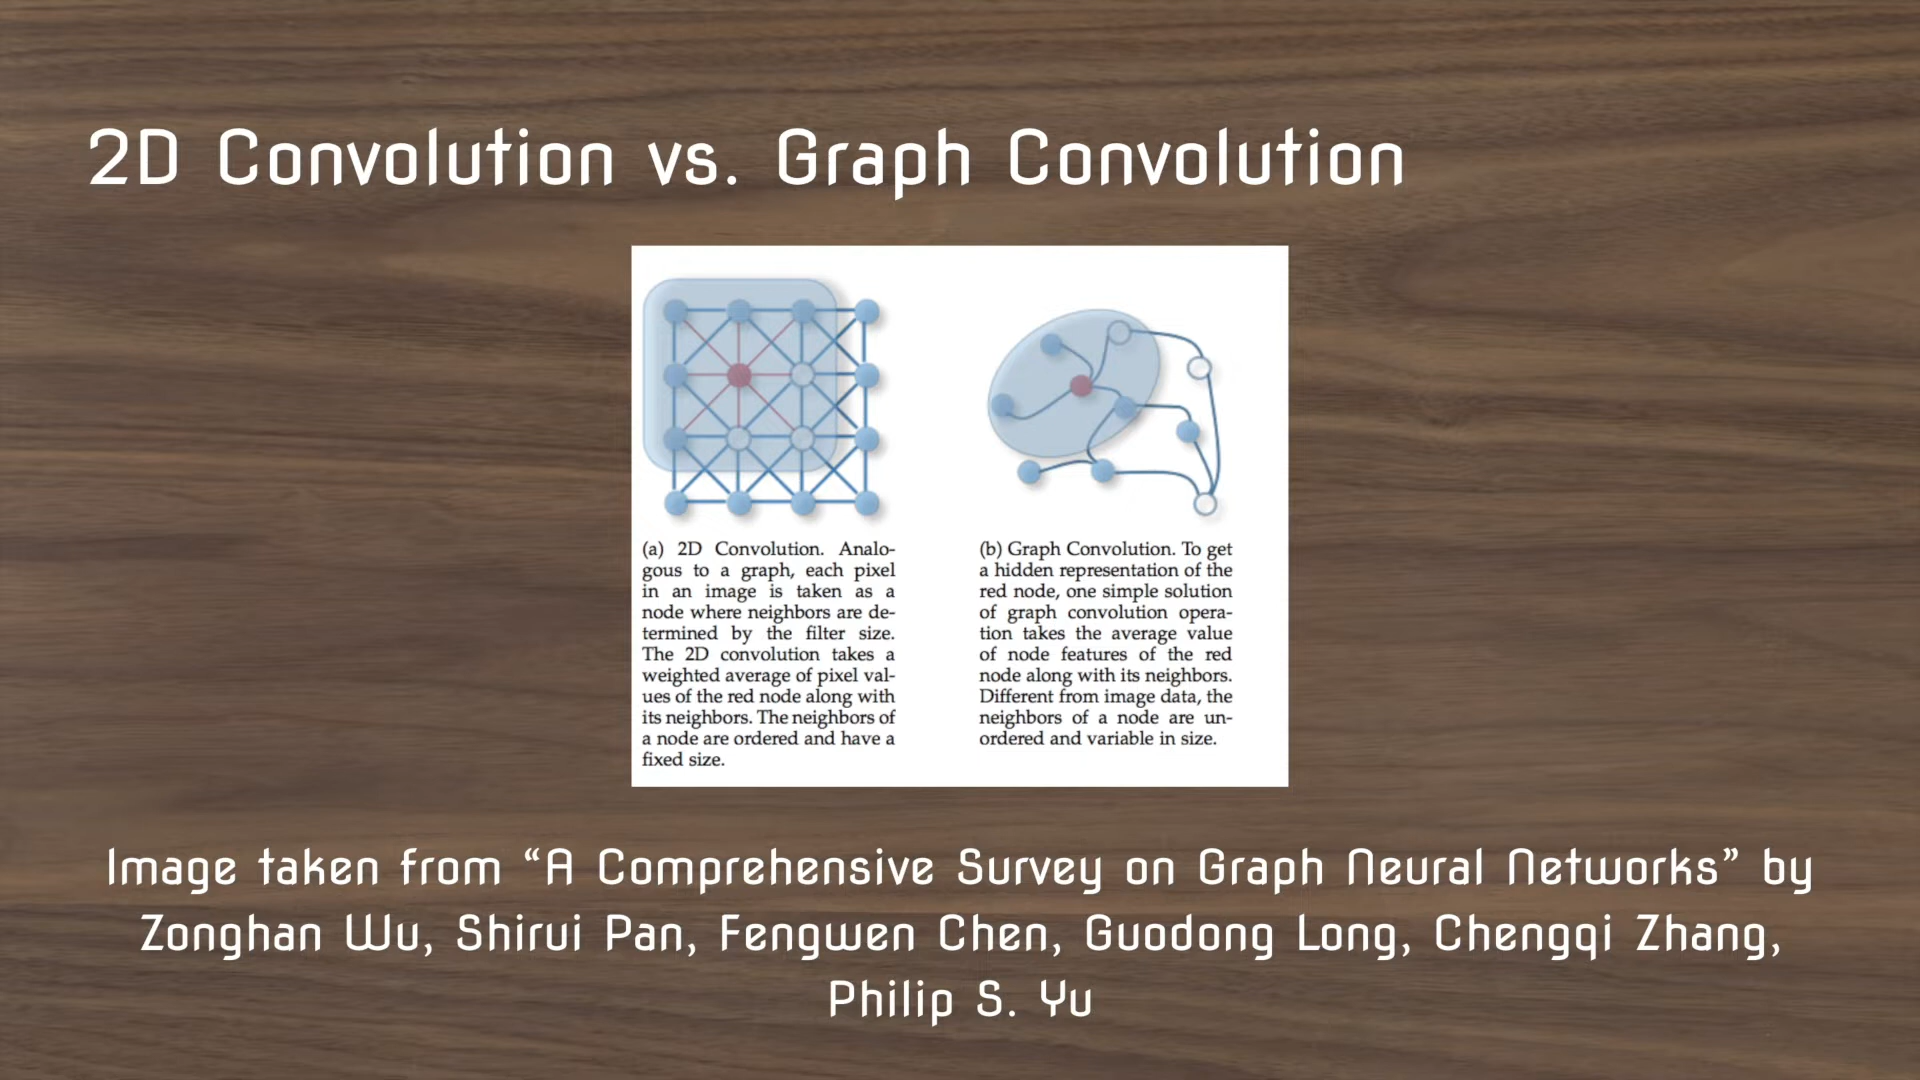 2D Convolution vs. Graph Convolution
(a) 2D Convolution. Analo-
gous to a graph, each pixel
in an image is taken as a
node where neighbors are de-
termined by the filter size.
The 2D convolution takes a
weighted average of pixel val-
ues of the red node along with
its neighbors. The neighbors of
a node are ordered and have a
fixed size.
(b) Graph Convolution. To get
a hidden representation of the
red node, one simple solution
of graph convolution opera-
tion takes the average value
of node features of the red
node along with its neighbors.
Different from image data, the
neighbors of a node are un-
ordered and variable in size.
Image taken from “A Comprehensive Survey on Graph Neural Networks” by
Zonghan Wu, Shirui Pan, Fengwen Chen, Guodong Long, Chengqi Zhang,
Philip S. Yu